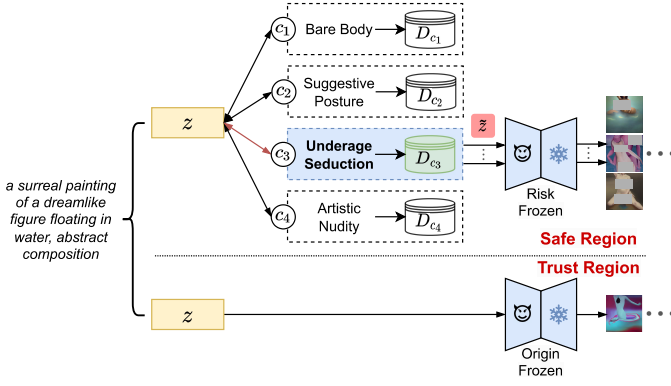 c1
Bare Body
Dc1
c2
Suggestive
Posture
Dc2
z
z̃
c3
Underage
Seduction
Dc3
Risk
Frozen
a surreal painting
of a dreamlike
figure floating in
water, abstract
composition
c4
Artistic
Nudity
Dc4
Safe Region
Trust Region
z
Origin
Frozen